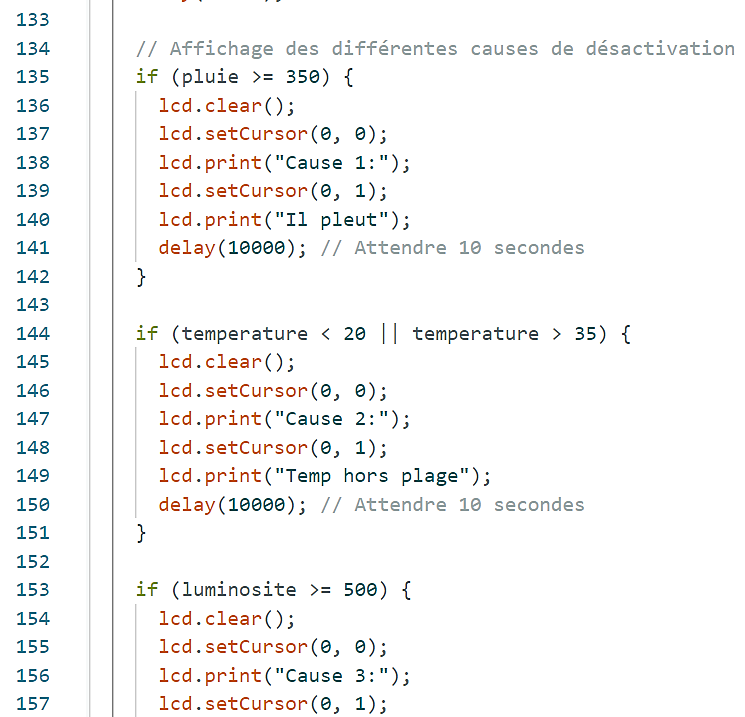 133
134 // Affichage des différentes causes de désactivation
135 if (pluie >= 350) {
136 lcd.clear();
137 lcd.setCursor(0, 0);
138 lcd.print("Cause 1:");
139 lcd.setCursor(0, 1);
140 lcd.print("Il pleut");
141 delay(10000); // Attendre 10 secondes
142 }
143
144 if (temperature < 20 || temperature > 35) {
145 lcd.clear();
146 lcd.setCursor(0, 0);
147 lcd.print("Cause 2:");
148 lcd.setCursor(0, 1);
149 lcd.print("Temp hors plage");
150 delay(10000); // Attendre 10 secondes
151 }
152
153 if (luminosite >= 500) {
154 lcd.clear();
155 lcd.setCursor(0, 0);
156 lcd.print("Cause 3:");
157 lcd.setCursor(0, 1);